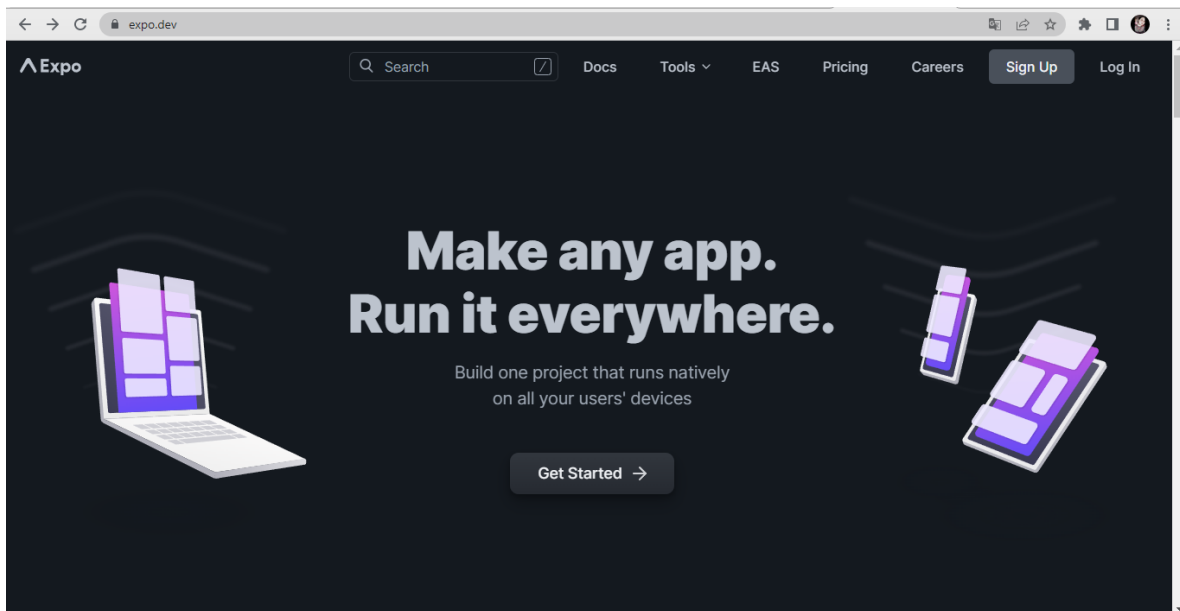 expo.dev
Expo Search / Docs Tools EAS Pricing Careers Sign Up Log In
Make any app.
Run it everywhere.
Build one project that runs natively
on all your users' devices
Get Started →